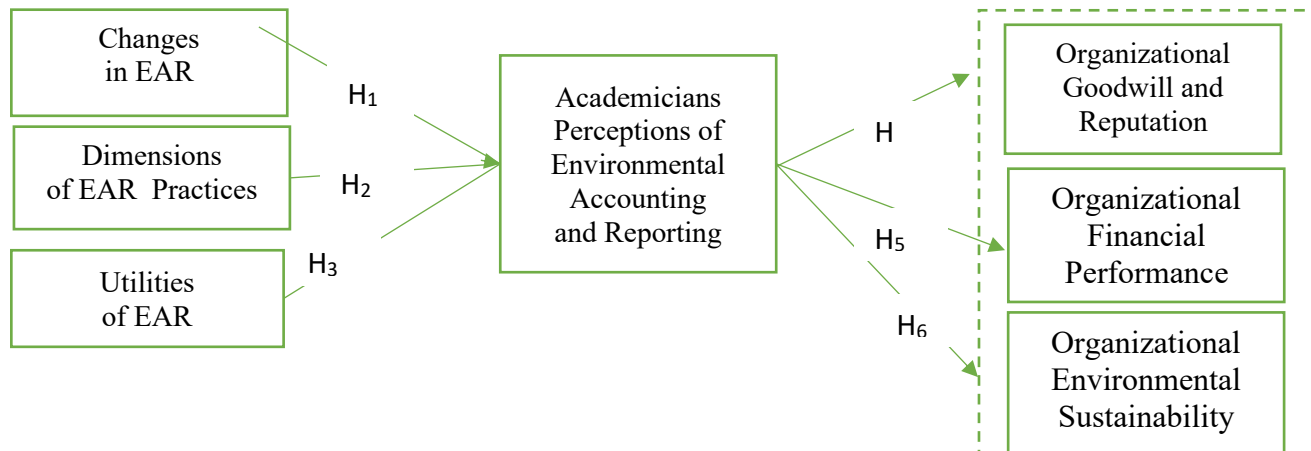 Changes
in EAR
H₁
Dimensions
of EAR Practices
H₂
Utilities
of EAR
H₃
Academicians
Perceptions of
Environmental
Accounting
and Reporting
H
H₅
H₆
Organizational
Goodwill and
Reputation
Organizational
Financial
Performance
Organizational
Environmental
Sustainability